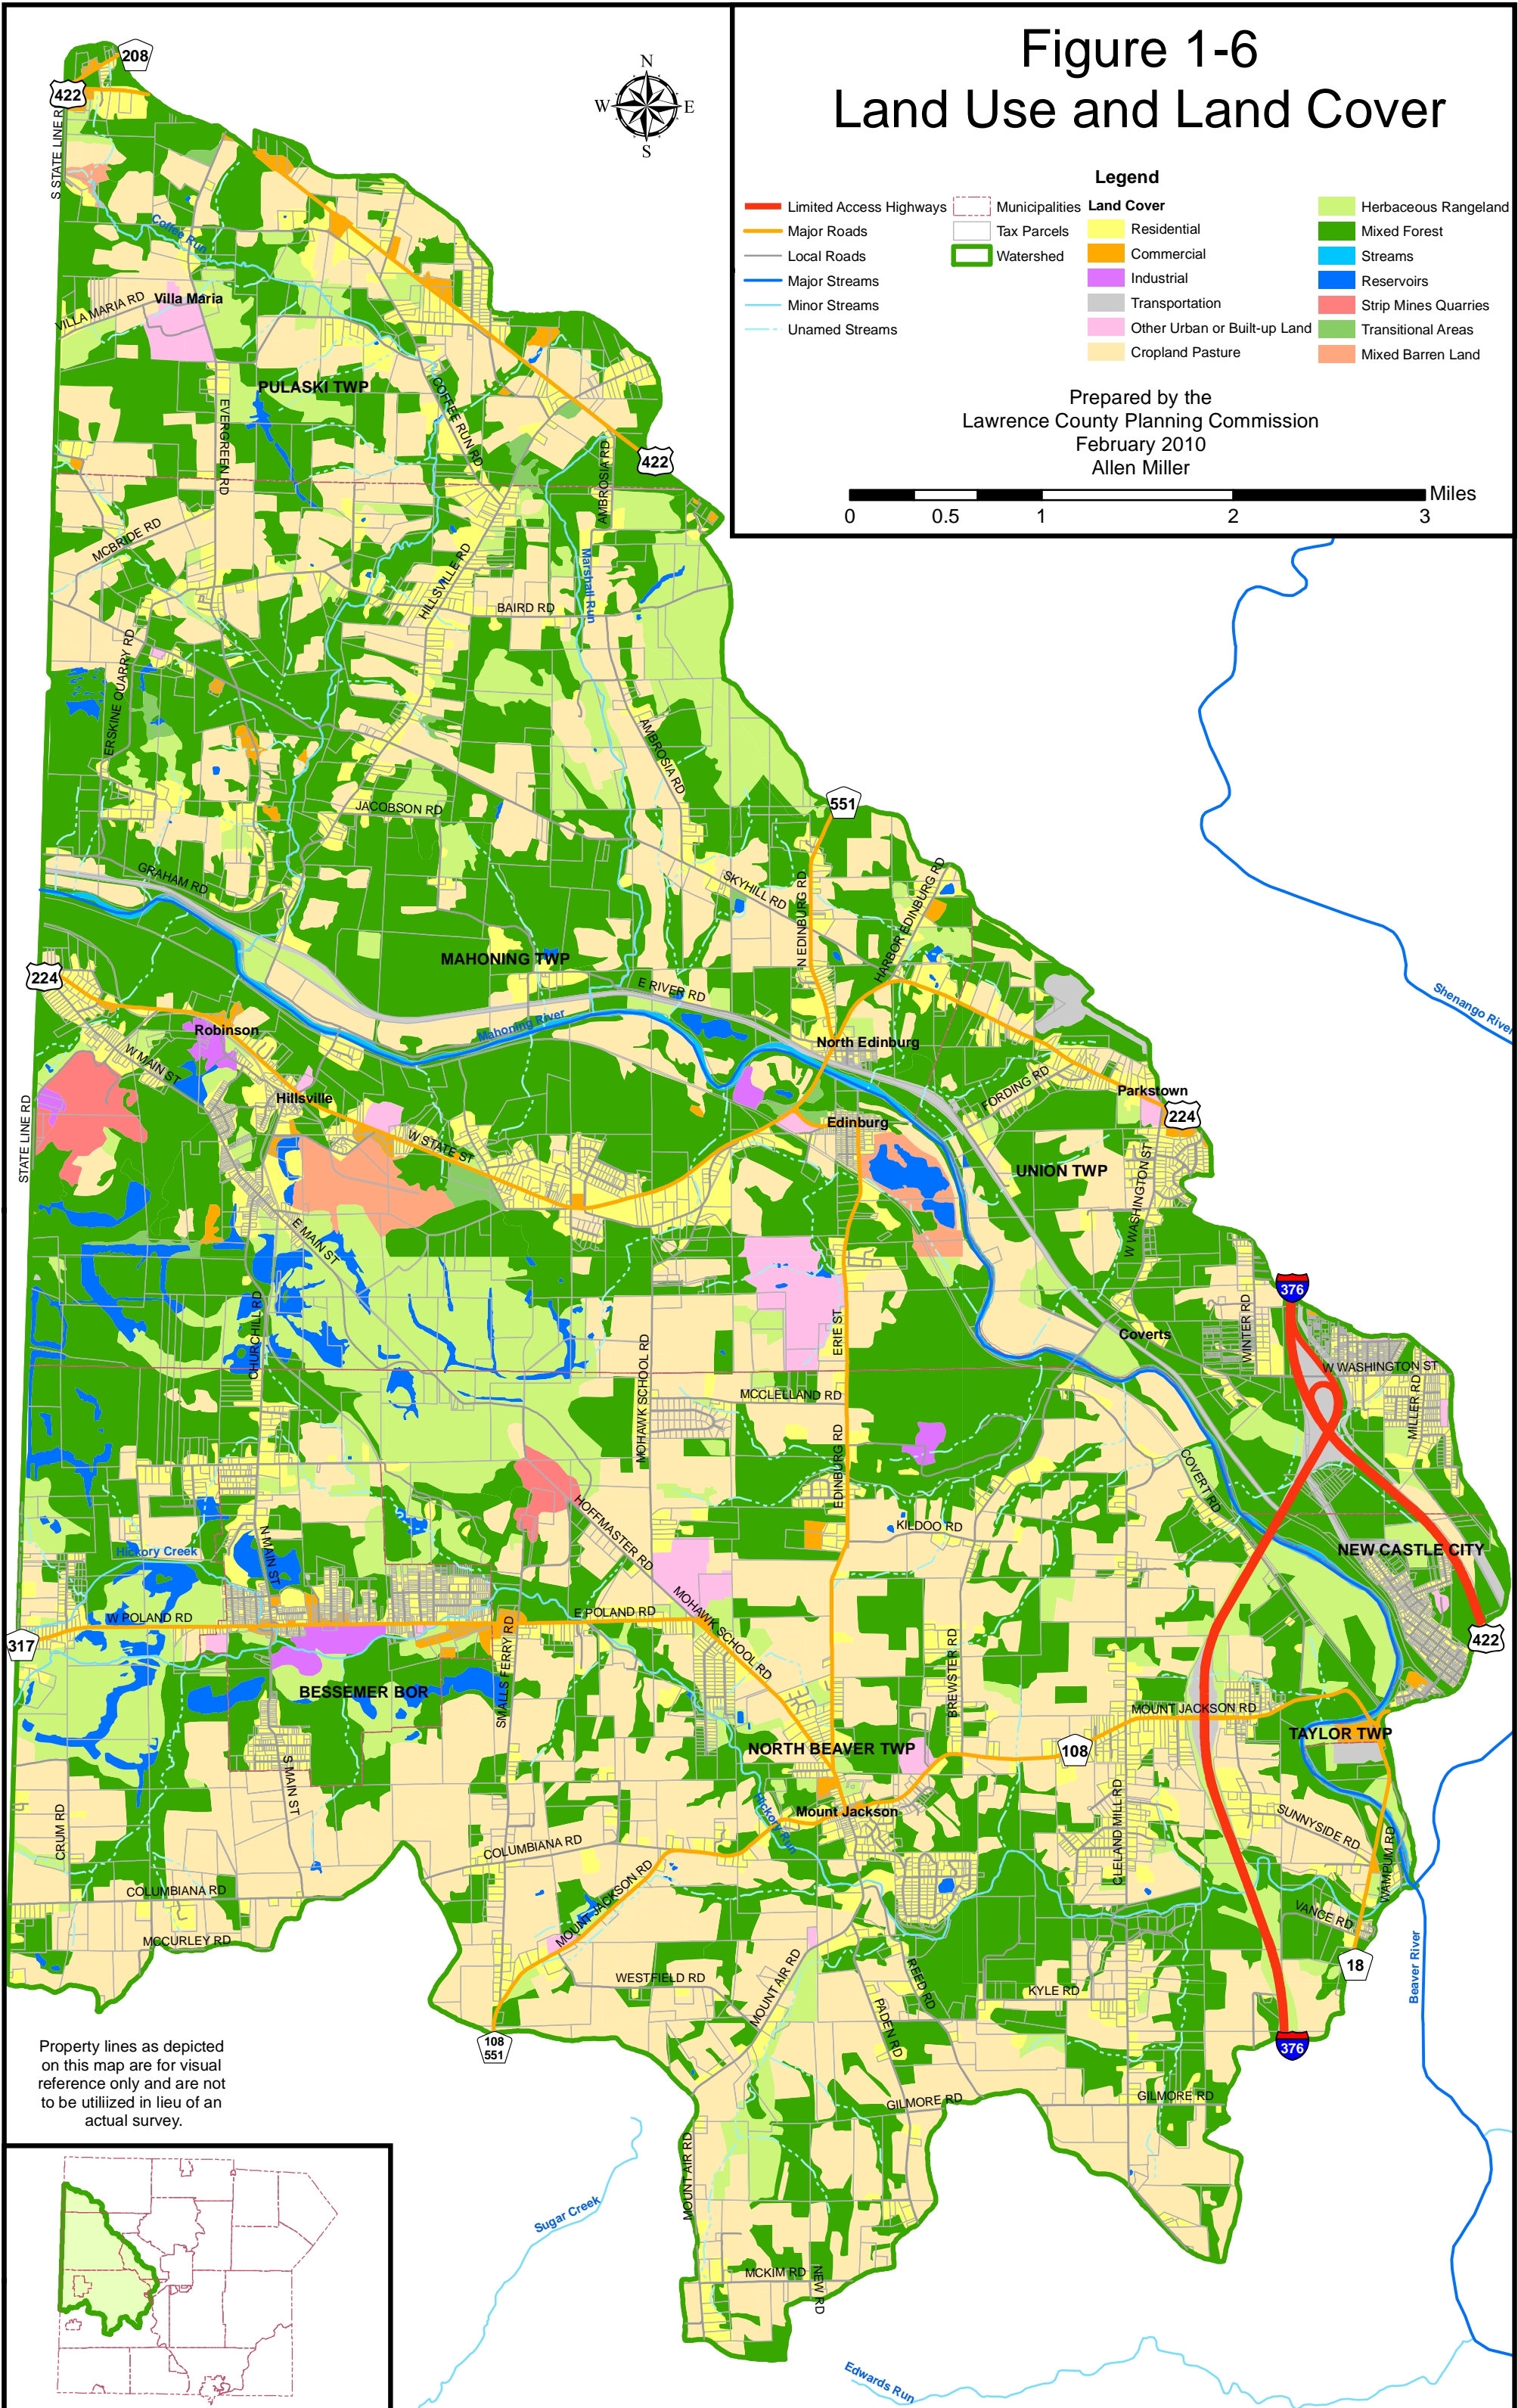 Figure 1-6
Land Use and Land Cover
Legend
Limited Access Highways
Major Roads
Local Roads
Major Streams
Minor Streams
Unamed Streams
Municipalities
Tax Parcels
Watershed
Land Cover
Residential
Commercial
Industrial
Transportation
Other Urban or Built-up Land
Cropland Pasture
Herbaceous Rangeland
Mixed Forest
Streams
Reservoirs
Strip Mines Quarries
Transitional Areas
Mixed Barren Land
Prepared by the
Lawrence County Planning Commission
February 2010
Allen Miller
Miles
0 0.5 1 2 3
N
W E
S
208
422
S STATE LINE R
Coffee Run
VILLA MARIA RD
Villa Maria
PULASKI TWP
EVERGREEN RD
COFFEE RUN RD
AMBROSIA RD
422
MCBRIDE RD
HILLSVILLE RD
Marshall Run
BAIRD RD
ERSKINE QUARRY RD
AMBROSIA RD
JACOBSON RD
551
GRAHAM RD
SKYHILL RD
N EDINBURG RD
HARBOR EDINBURG RD
MAHONING TWP
224
E RIVER RD
Mahoning River
Shenango River
Robinson
North Edinburg
W MAIN ST
Hillsville
FORDING RD
Parkstown
224
STATE LINE RD
W STATE ST
Edinburg
UNION TWP
W WASHINGTON ST
E MAIN ST
376
CHURCHILL RD
ERIE ST
Coverts
WINTER RD
W WASHINGTON ST
MOHAWK SCHOOL RD
MCCLELLAND RD
MILLER RD
EDINBURG RD
COVERT RD
HOFFMASTER RD
KILDOO RD
N MAIN ST
Hickory Creek
NEW CASTLE CITY
W POLAND RD
E POLAND RD
MOHAWK SCHOOL RD
317
422
SMALLS FERRY RD
BREWSTER RD
BESSEMER BOR
MOUNT JACKSON RD
TAYLOR TWP
NORTH BEAVER TWP
108
S MAIN ST
Hickory Run
Mount Jackson
CLELAND MILL RD
SUNNYSIDE RD
CRUM RD
COLUMBIANA RD
WAMPUM RD
COLUMBIANA RD
MOUNT JACKSON RD
VANCE RD
MCCURLEY RD
18
Beaver River
WESTFIELD RD
MOUNT AIR RD
REED RD
PADEN RD
KYLE RD
108
551
376
GILMORE RD
GILMORE RD
Property lines as depicted
on this map are for visual
reference only and are not
to be utiliized in lieu of an
actual survey.
MOUNT AIR RD
Sugar Creek
MCKIM RD
NEW RD
Edwards Run